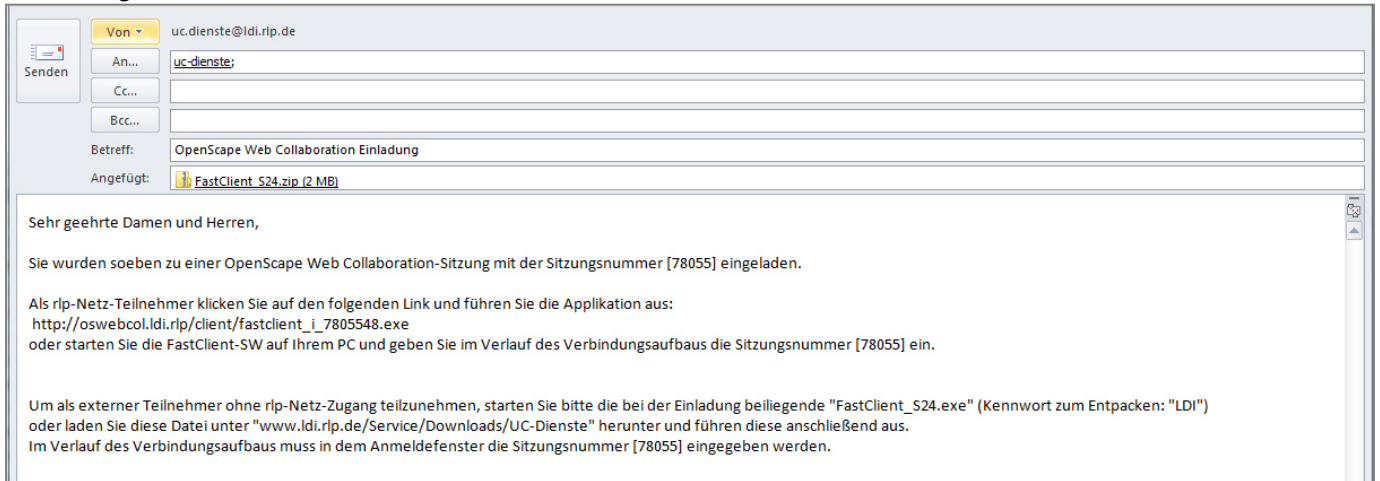 Von
uc.dienste@ldi.rlp.de
Senden
An...
uc-dienste;
Cc...
Bcc...
Betreff:
OpenScape Web Collaboration Einladung
Angefügt:
FastClient_S24.zip (2 MB)
Sehr geehrte Damen und Herren,
Sie wurden soeben zu einer OpenScape Web Collaboration-Sitzung mit der Sitzungsnummer [78055] eingeladen.
Als rlp-Netz-Teilnehmer klicken Sie auf den folgenden Link und führen Sie die Applikation aus:
http://oswebcol.ldi.rlp/client/fastclient_i_7805548.exe
oder starten Sie die FastClient-SW auf Ihrem PC und geben Sie im Verlauf des Verbindungsaufbaus die Sitzungsnummer [78055] ein.
Um als externer Teilnehmer ohne rlp-Netz-Zugang teilzunehmen, starten Sie bitte die bei der Einladung beiliegende "FastClient_S24.exe" (Kennwort zum Entpacken: "LDI")
oder laden Sie diese Datei unter "www.ldi.rlp.de/Service/Downloads/UC-Dienste" herunter und führen diese anschließend aus.
Im Verlauf des Verbindungsaufbaus muss in dem Anmeldefenster die Sitzungsnummer [78055] eingegeben werden.